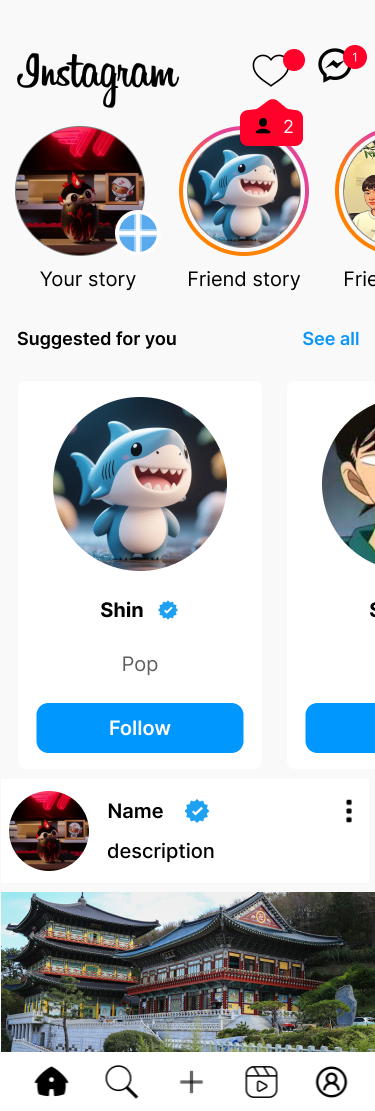 Instagram
1
2
Your story
Friend story
Frie
Suggested for you
See all
Shin
S
Pop
Follow
Name
description